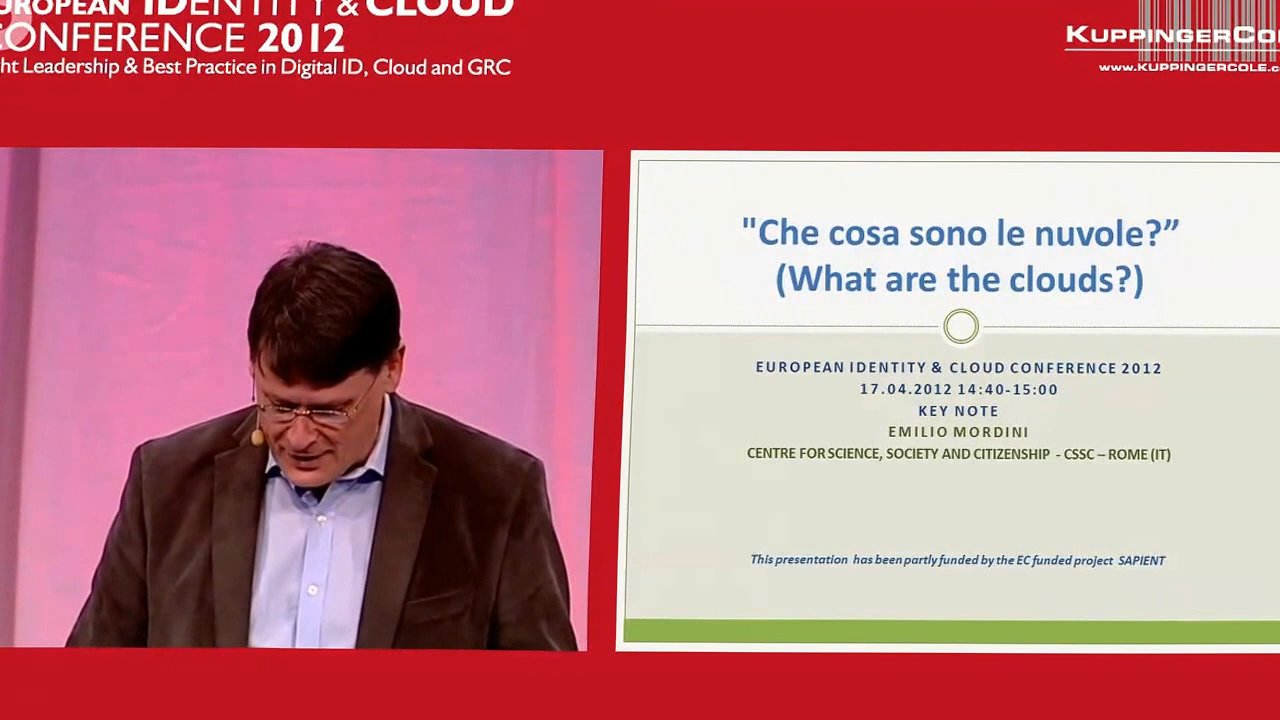 IDENTITY & CLOUD
CONFERENCE 2012
Leadership & Best Practice in Digital ID, Cloud and GRC
www.KUPPINGERCOLE.c
"Che cosa sono le nuvole?”
(What are the clouds?)
EUROPEAN IDENTITY & CLOUD CONFERENCE 2012
17.04.2012 14:40-15:00
KEY NOTE
EMILIO MORDINI
CENTRE FOR SCIENCE, SOCIETY AND CITIZENSHIP - CSSC – ROME (IT)
This presentation has been partly funded by the EC funded project SAPIENT